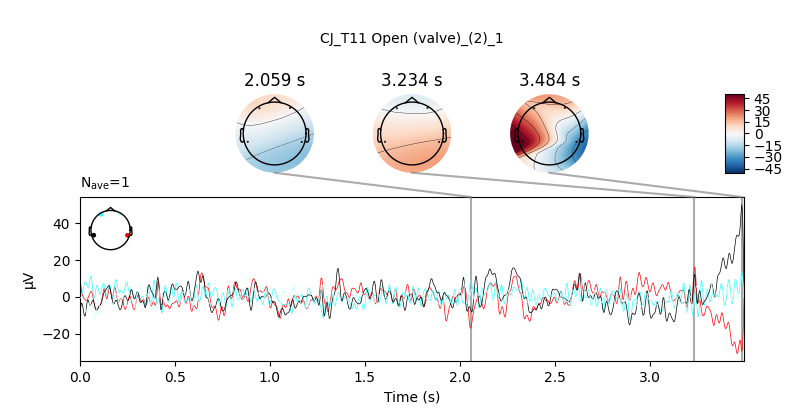 CJ_T11 Open (valve)_(2)_1
2.059 s 3.234 s 3.484 s
45
30
15
0
−15
−30
−45
Nave=1
40
20
0
−20
µV
0.0 0.5 1.0 1.5 2.0 2.5 3.0
Time (s)